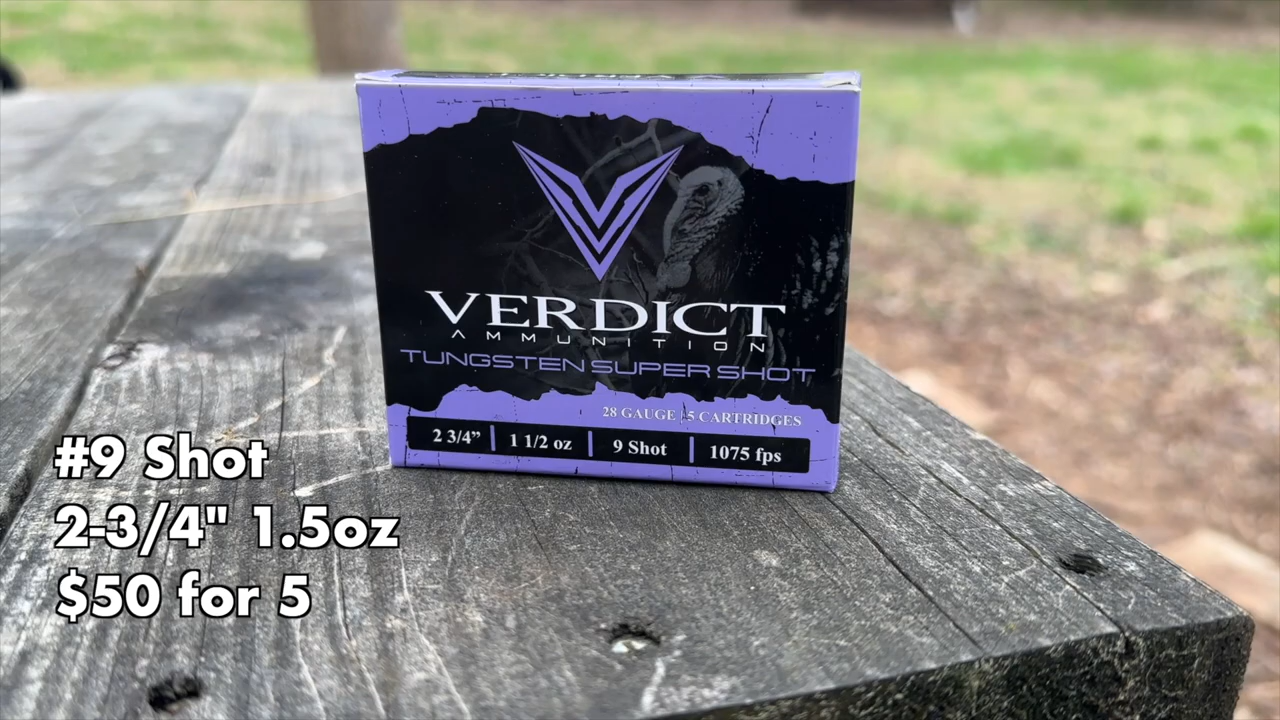 VERDICT
AMMUNITION
TUNGSTEN SUPER SHOT
28 GAUGE | 5 CARTRIDGES
2 3/4” | 1 1/2 oz | 9 Shot | 1075 fps
#9 Shot
2-3/4" 1.5oz
$50 for 5